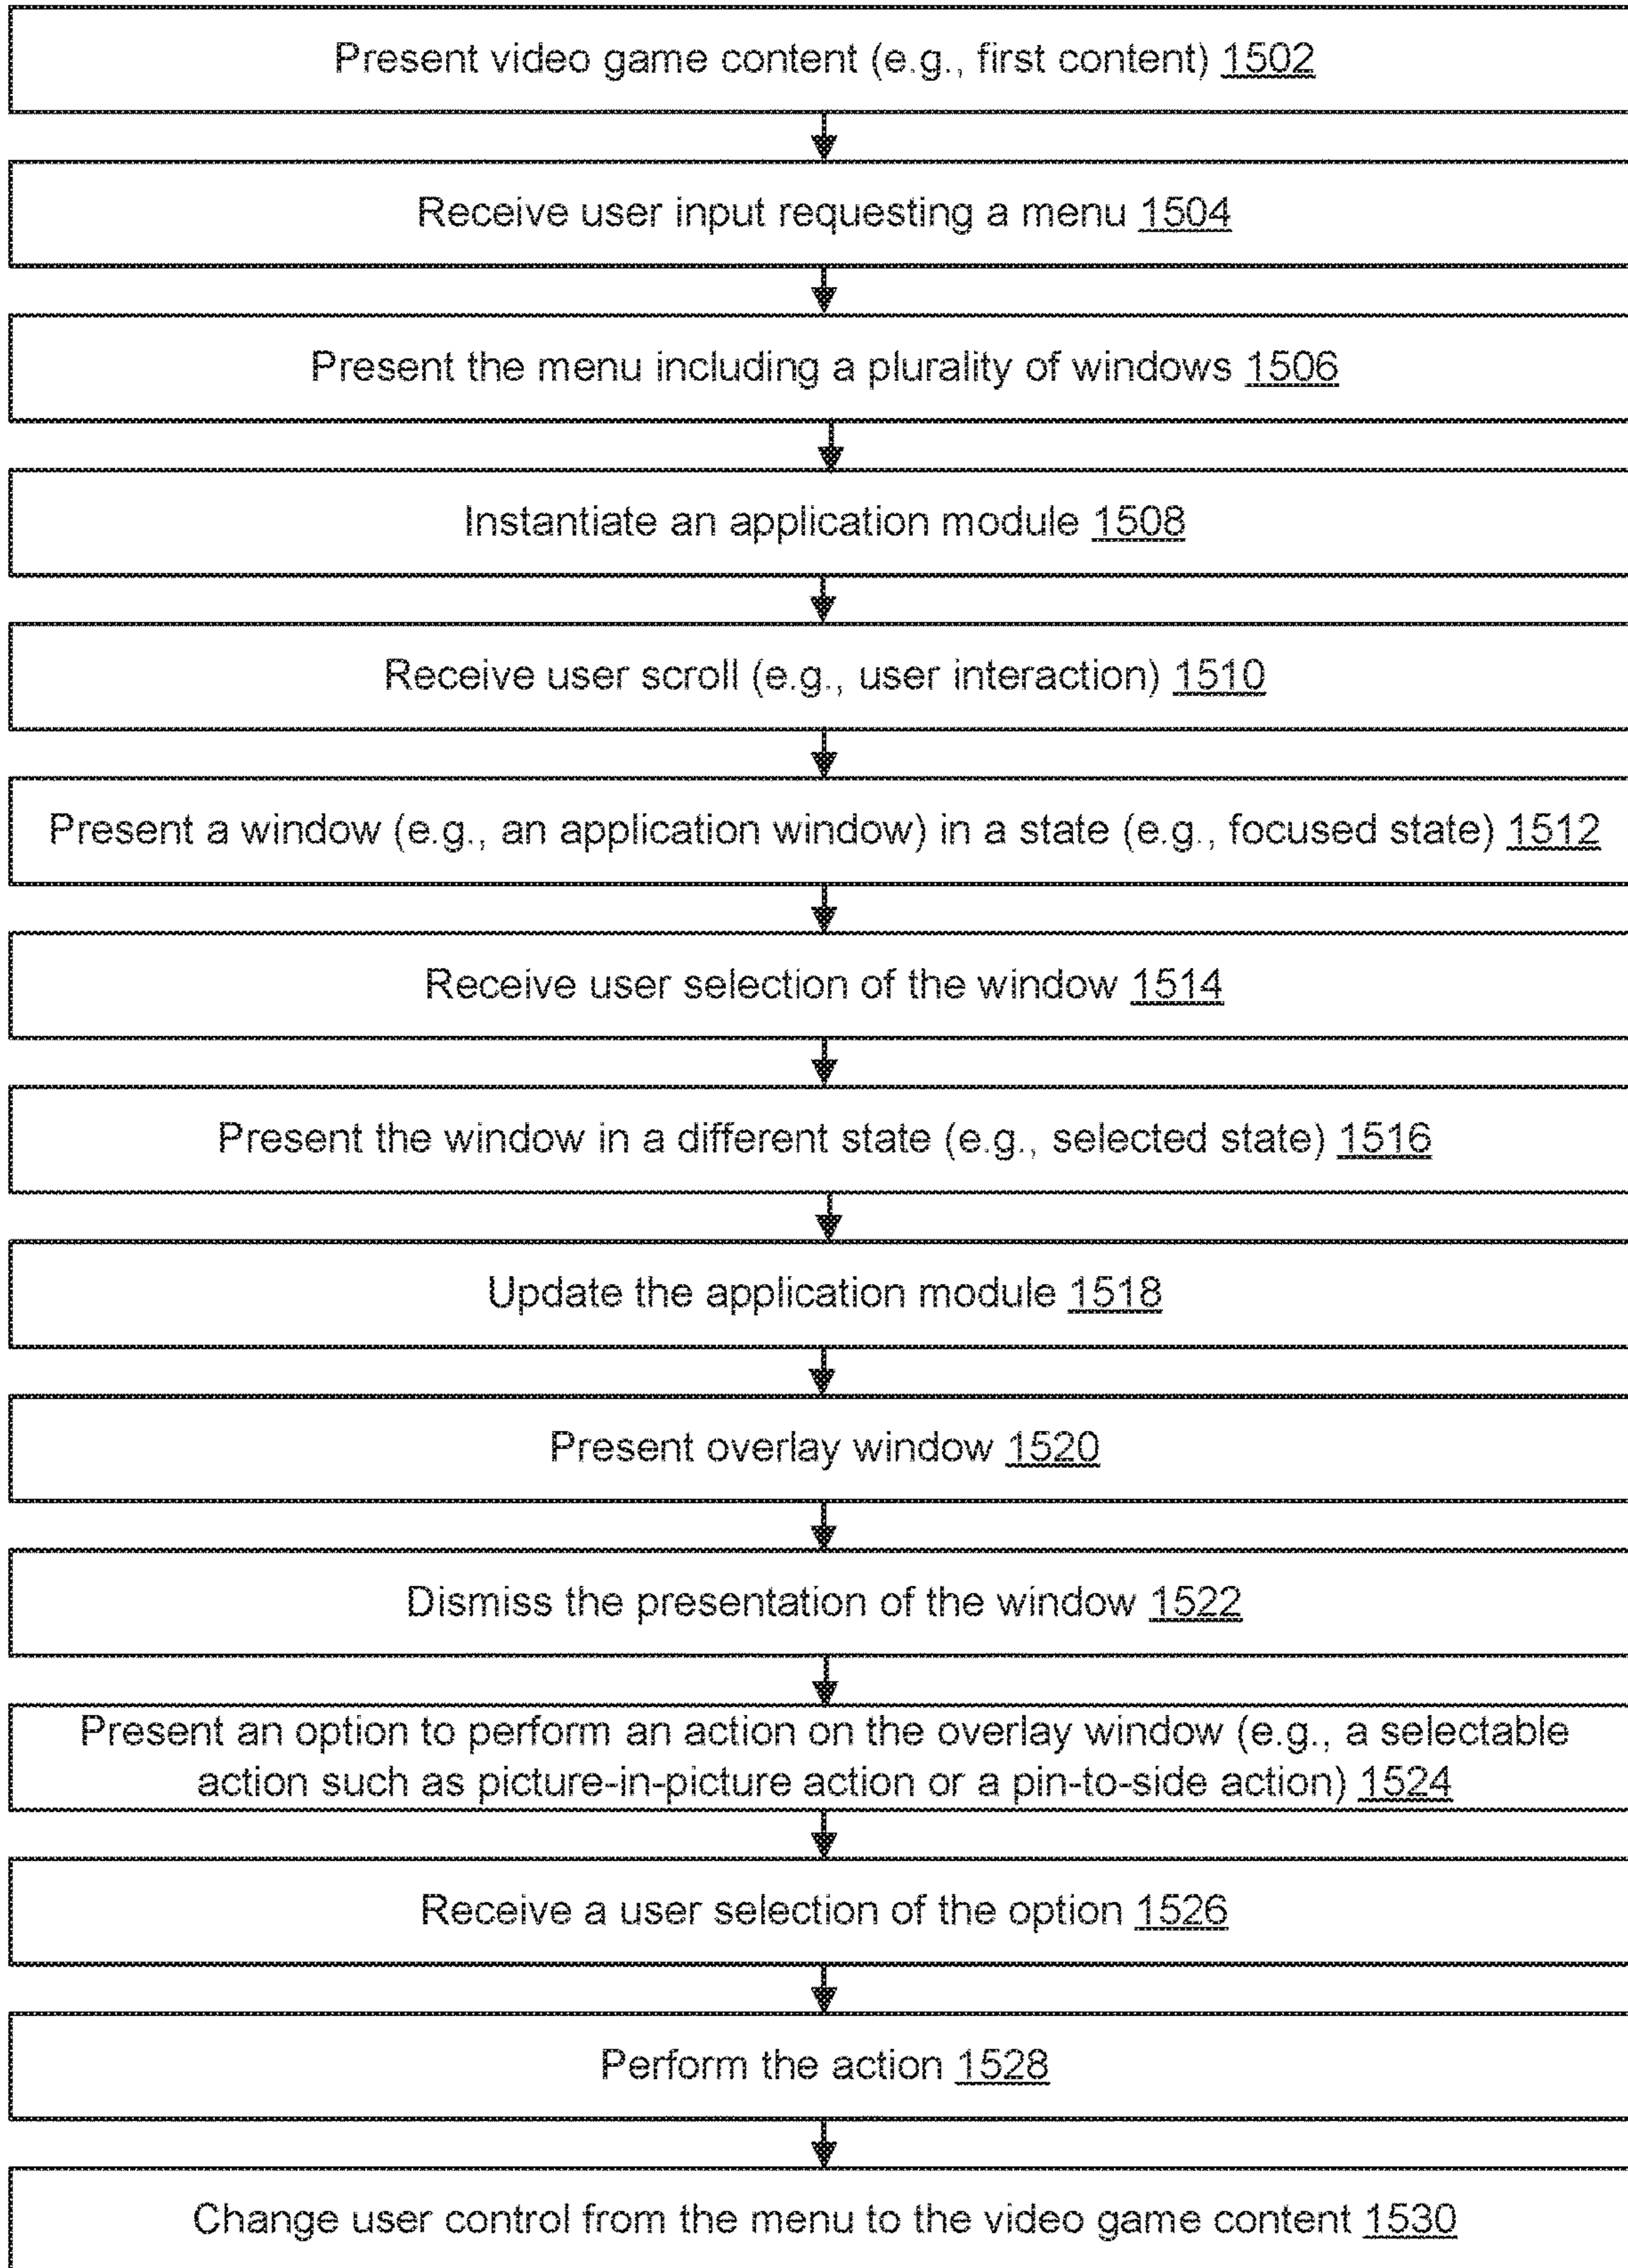 Present video game content (e.g., first content) 1502
Receive user input requesting a menu 1504
Present the menu including a plurality of windows 1506
Instantiate an application module 1508
Receive user scroll (e.g., user interaction) 1510
Present a window (e.g., an application window) in a state (e.g., focused state) 1512
Receive user selection of the window 1514
Present the window in a different state (e.g., selected state) 1516
Update the application module 1518
Present overlay window 1520
Dismiss the presentation of the window 1522
Present an option to perform an action on the overlay window (e.g., a selectable
action such as picture-in-picture action or a pin-to-side action) 1524
Receive a user selection of the option 1526
Perform the action 1528
Change user control from the menu to the video game content 1530